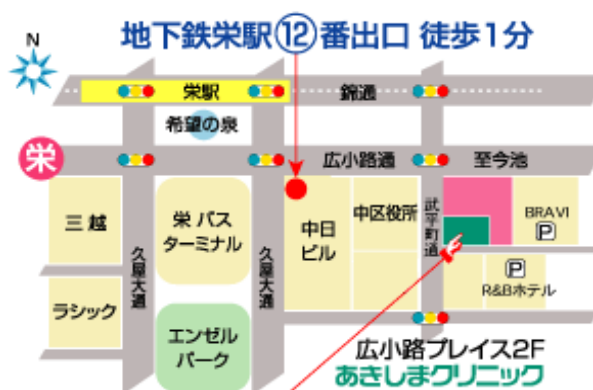 地下鉄栄駅⑫番出口 徒歩1分
N
栄駅
錦通
希望の泉
栄
広小路通
至今池
三越
栄 バス
ターミナル
中日
ビル
中区役所
武平町通
BRAVI
P
久屋大通
久屋大通
P
R&Bホテル
ラシック
エンゼル
パーク
広小路プレイス2F
あきしまクリニック